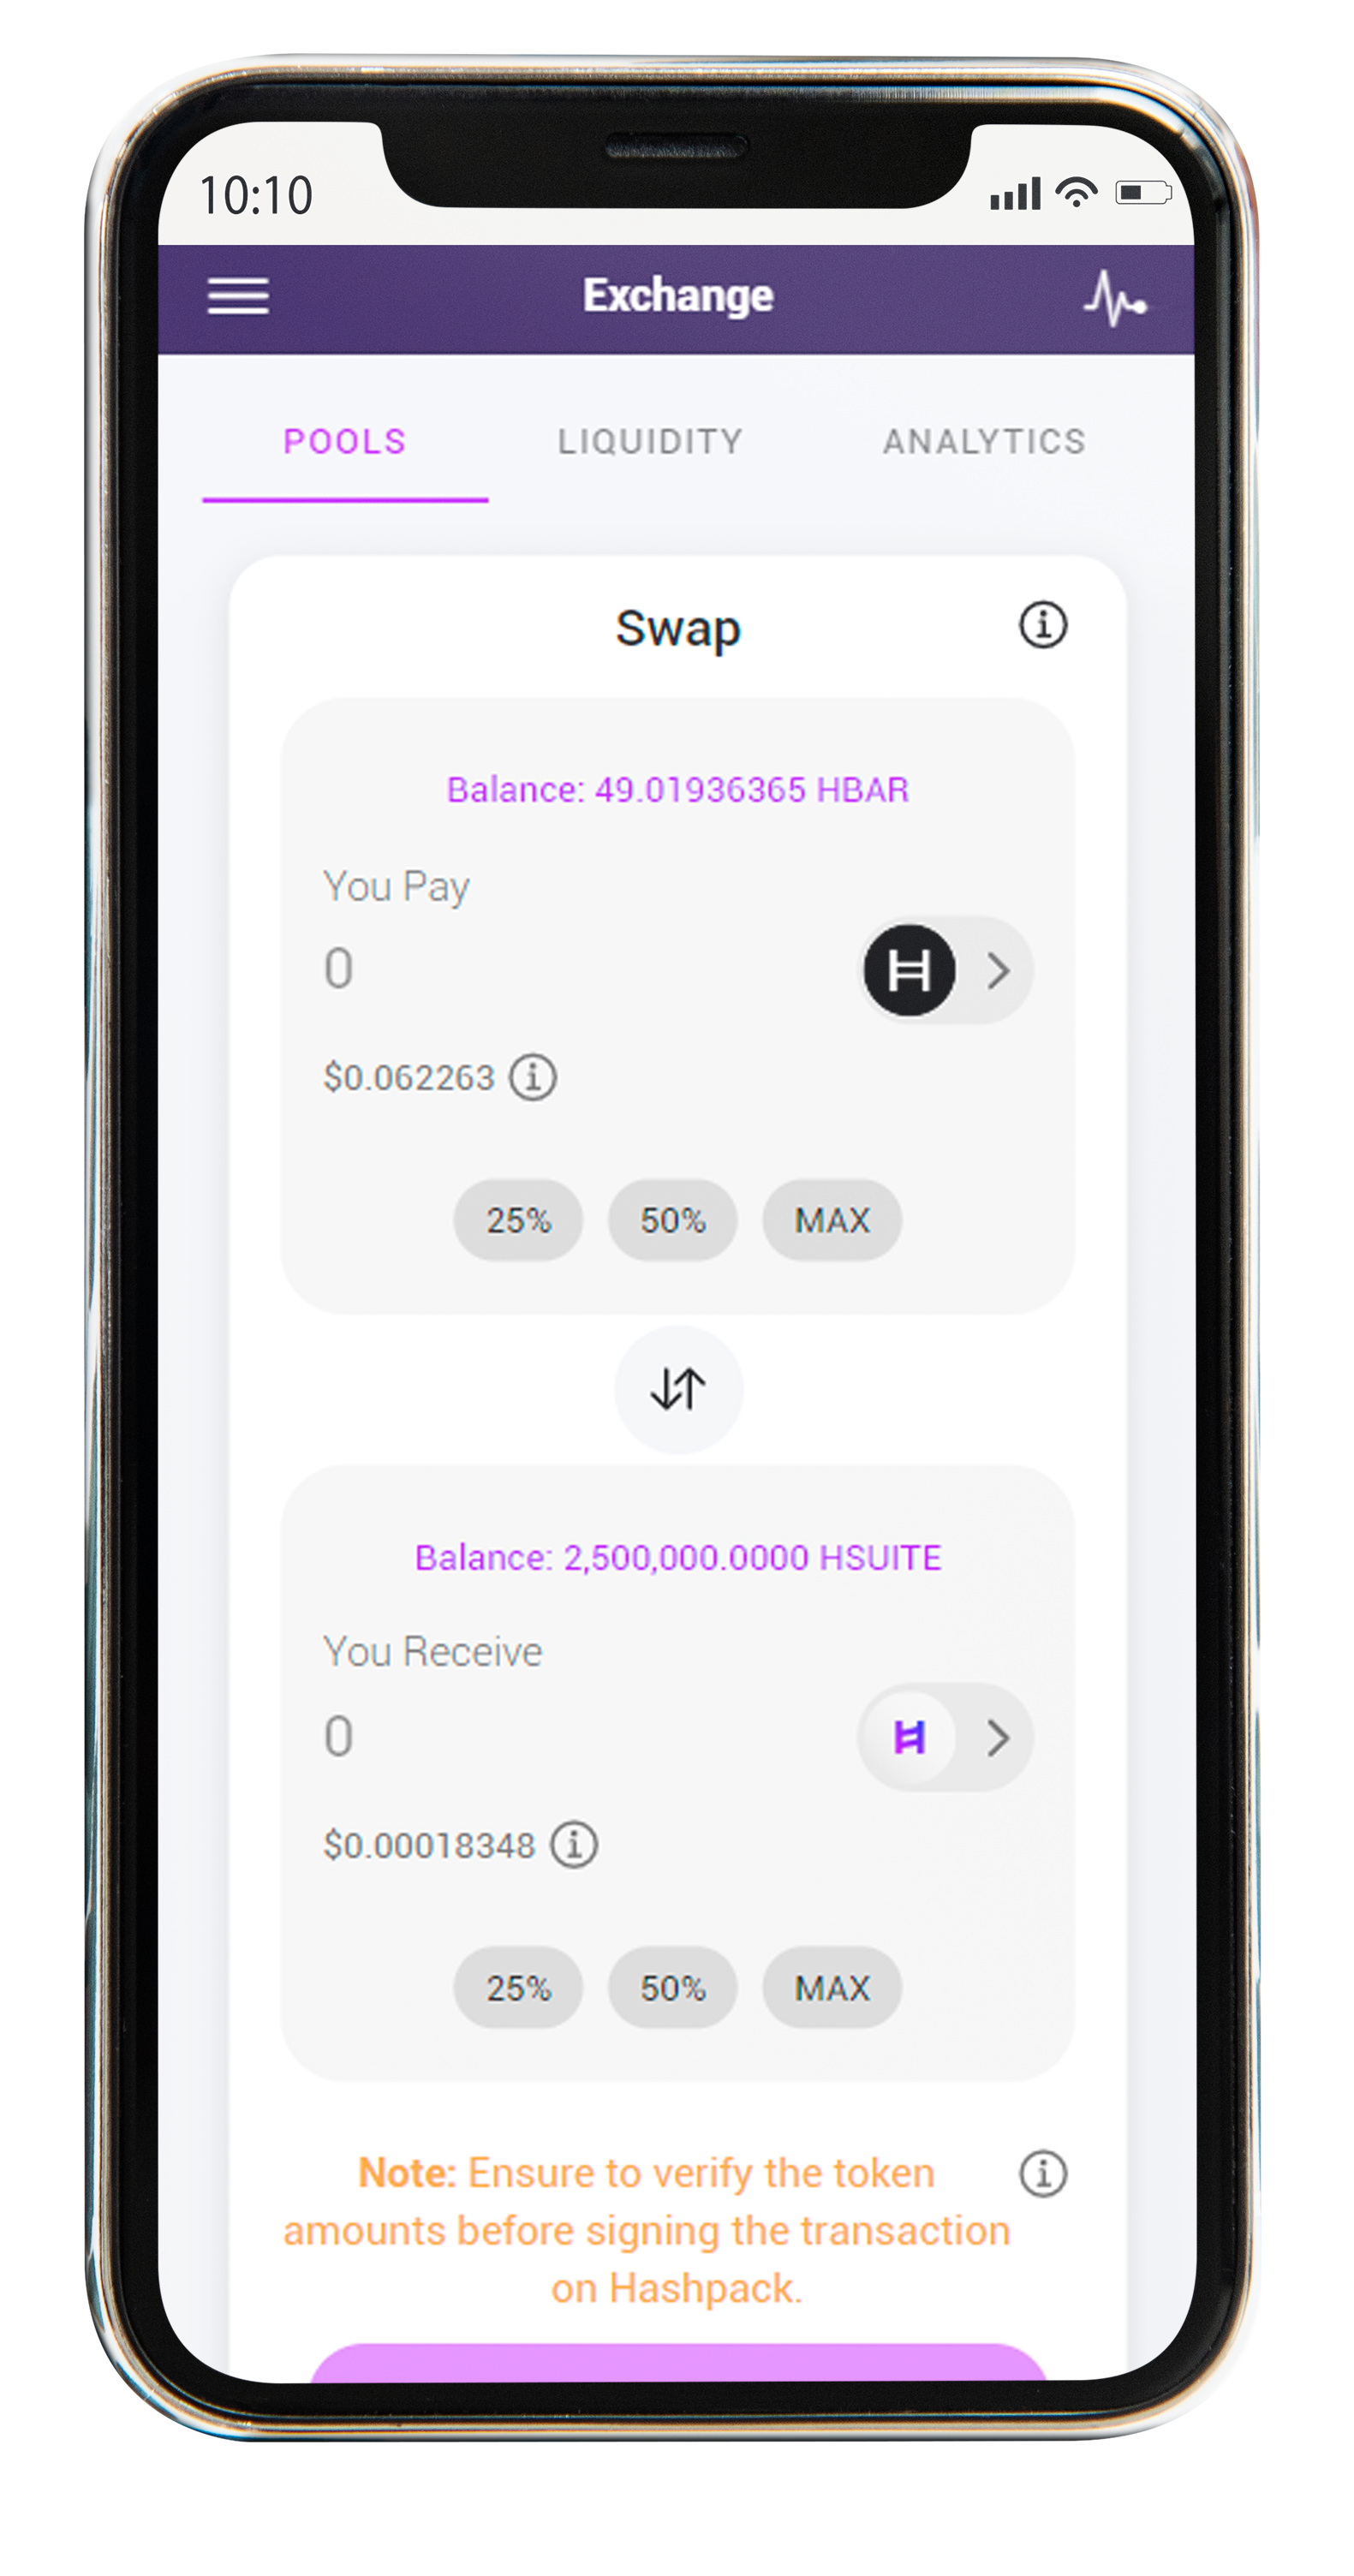 10:10
Exchange
POOLS LIQUIDITY ANALYTICS
Swap
Balance: 49.01936365 HBAR
You Pay
0
$0.062263
25% 50% MAX
Balance: 2,500,000.0000 HSUITE
You Receive
0
$0.00018348
25% 50% MAX
Note: Ensure to verify the token
amounts before signing the transaction
on Hashpack.